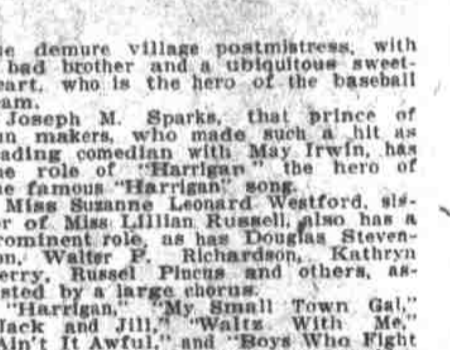 e demure village postmistress, with
bad brother and a ubiquitous sweet-
eart, who is the hero of the baseball
am.
Joseph M. Sparks, that prince of
un makers, who made such a hit as
ading comedian with May Irwin, has
he role of "Harrigan" the hero of
e famous "Harrigan" song.
Miss Suzanne Leonard Westford, sis-
r of Miss Lillian Russell, also has a
rominent role, as has Douglas Steven-
on, Walter P. Richardson, Kathryn
erry, Russel Pincus and others, as-
sted by a large chorus.
"Harrigan," "My Small Town Gal,"
Jack and Jill," "Waltz With Me,"
Ain't It Awful," and "Boys Who Fight